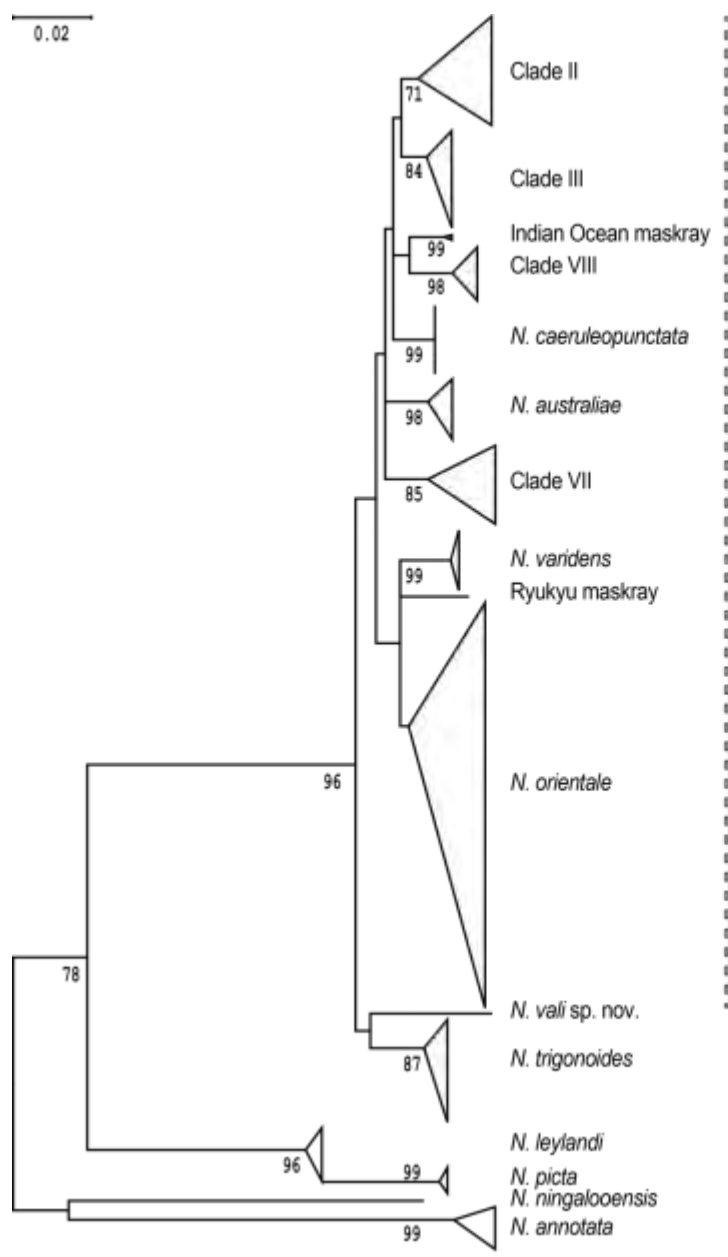 0.02
Clade II
71
Clade III
84
Indian Ocean maskray
99
Clade VIII
98
N. caeruleopunctata
99
N. australiae
98
Clade VII
85
N. varidens
99
Ryukyu maskray
N. orientale
96
78
N. vali sp. nov.
N. trigonoides
87
N. leylandi
96
N. picta
99
N. ningalooensis
N. annotata
99